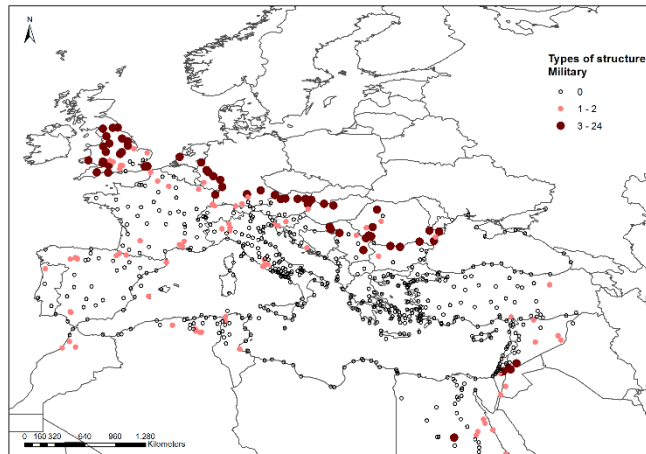 N
Types of structure
Military
0
1 - 2
3 - 24
0 160 320 640 960 1.280
Kilometers